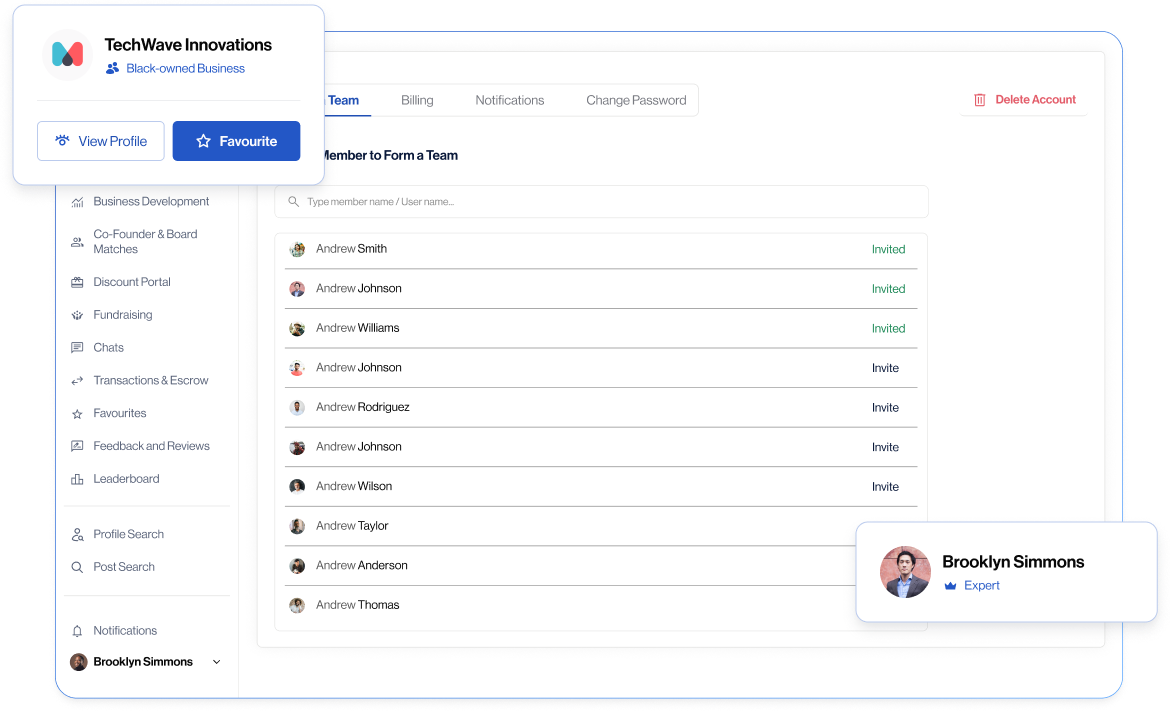 TechWave Innovations
Black-owned Business
View Profile
Favourite
Team
Billing
Notifications
Change Password
Delete Account
Member to Form a Team
Type member name / User name...
Business Development
Co-Founder & Board
Matches
Discount Portal
Fundraising
Chats
Transactions & Escrow
Favourites
Feedback and Reviews
Leaderboard
Profile Search
Post Search
Notifications
Brooklyn Simmons
Andrew Smith Invited
Andrew Johnson Invited
Andrew Williams Invited
Andrew Johnson Invite
Andrew Rodriguez Invite
Andrew Johnson Invite
Andrew Wilson Invite
Andrew Taylor
Andrew Anderson
Andrew Thomas
Brooklyn Simmons
Expert